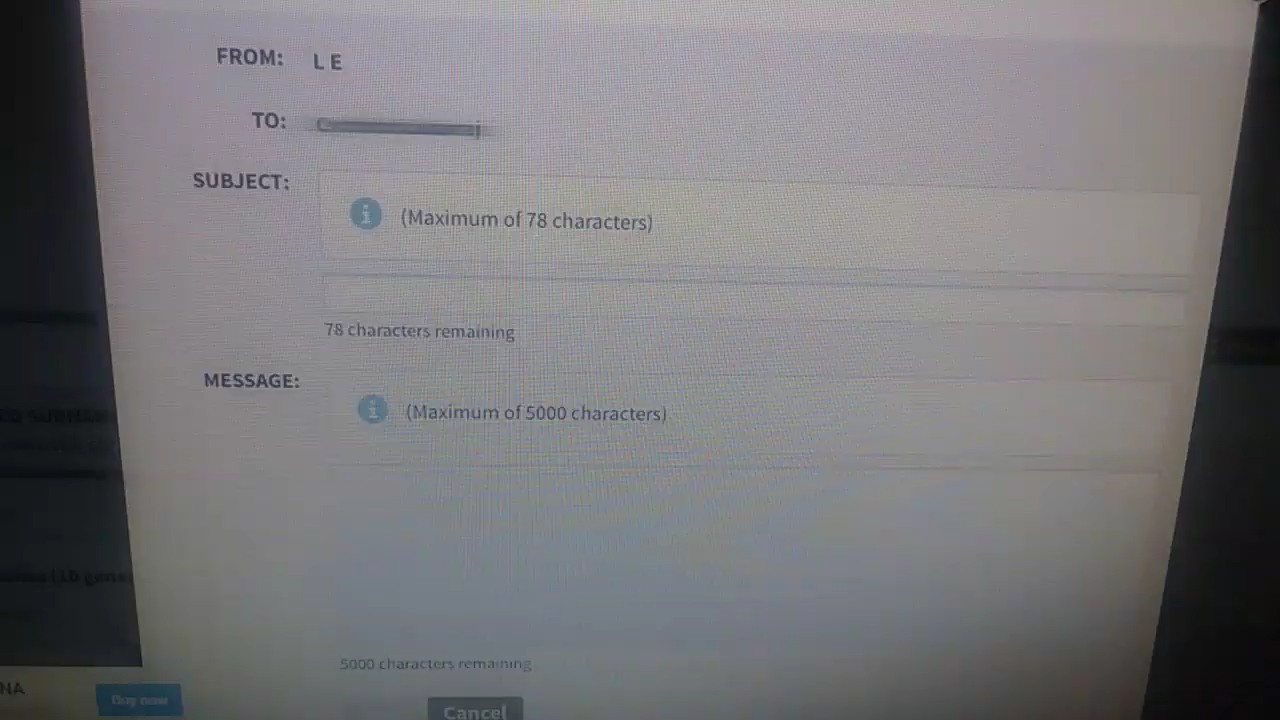 FROM: L E
TO:
SUBJECT:
(Maximum of 78 characters)
78 characters remaining
MESSAGE:
(Maximum of 5000 characters)
5000 characters remaining
NA
Buy now
Cancel